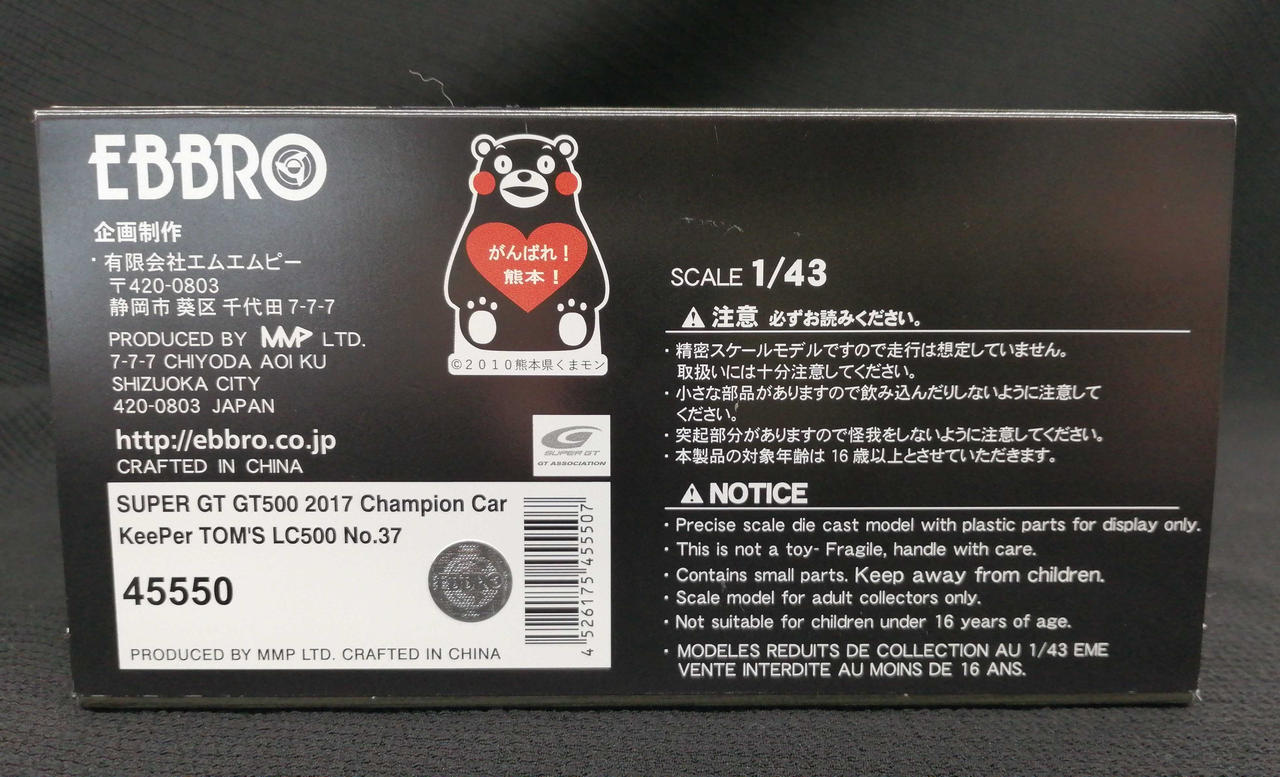 EBBRO
企画制作
・有限会社エムエムピー
〒420-0803
静岡市 葵区 千代田 7-7-7
PRODUCED BY MMP LTD.
7-7-7 CHIYODA AOI KU
SHIZUOKA CITY
420-0803 JAPAN
http://ebbro.co.jp
CRAFTED IN CHINA
がんばれ！
熊本！
©2010熊本県くまモン
SUPER GT
GT ASSOCIATION
SUPER GT GT500 2017 Champion Car
KeePer TOM'S LC500 No.37
45550
EBBRO
4 526175 455507
PRODUCED BY MMP LTD. CRAFTED IN CHINA
SCALE 1/43
注意 必ずお読みください。
・精密スケールモデルですので走行は想定していません。
取扱いには十分注意してください。
・小さな部品がありますので飲み込んだりしないように注意して
ください。
・突起部分がありますので怪我をしないように注意してください。
・本製品の対象年齢は 16 歳以上とさせていただきます。
NOTICE
・Precise scale die cast model with plastic parts for display only.
・This is not a toy- Fragile, handle with care.
・Contains small parts. Keep away from children.
・Scale model for adult collectors only.
・Not suitable for children under 16 years of age.
・MODELES REDUITS DE COLLECTION AU 1/43 EME
VENTE INTERDITE AU MOINS DE 16 ANS.